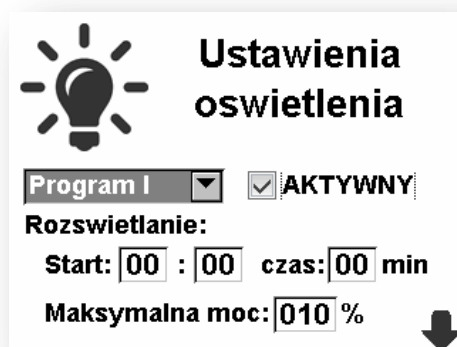 Ustawienia
oswietlenia
Program I
AKTYWNY
Rozswietlanie:
Start: 00 : 00 czas: 00 min
Maksymalna moc: 010 %